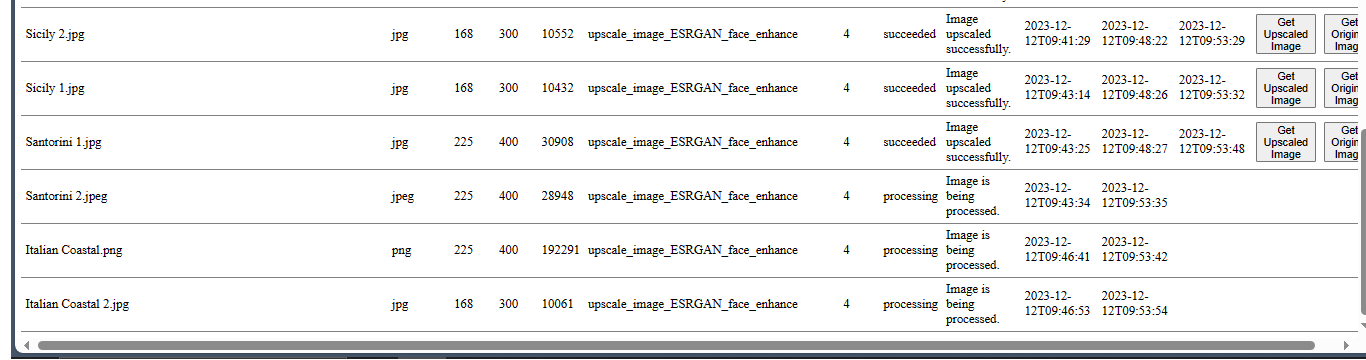 Sicily 2.jpg jpg 168 300 10552 upscale_image_ESRGAN_face_enhance 4 succeeded Image upscaled successfully. 2023-12-12T09:41:29 2023-12-12T09:48:22 2023-12-12T09:53:29 Get Upscaled Image Get Origin Imag
Sicily 1.jpg jpg 168 300 10432 upscale_image_ESRGAN_face_enhance 4 succeeded Image upscaled successfully. 2023-12-12T09:43:14 2023-12-12T09:48:26 2023-12-12T09:53:32 Get Upscaled Image Get Origin Imag
Santorini 1.jpg jpg 225 400 30908 upscale_image_ESRGAN_face_enhance 4 succeeded Image upscaled successfully. 2023-12-12T09:43:25 2023-12-12T09:48:27 2023-12-12T09:53:48 Get Upscaled Image Get Origin Imag
Santorini 2.jpeg jpeg 225 400 28948 upscale_image_ESRGAN_face_enhance 4 processing Image is being processed. 2023-12-12T09:43:34 2023-12-12T09:53:35
Italian Coastal.png png 225 400 192291 upscale_image_ESRGAN_face_enhance 4 processing Image is being processed. 2023-12-12T09:46:41 2023-12-12T09:53:42
Italian Coastal 2.jpg jpg 168 300 10061 upscale_image_ESRGAN_face_enhance 4 processing Image is being processed. 2023-12-12T09:46:53 2023-12-12T09:53:54